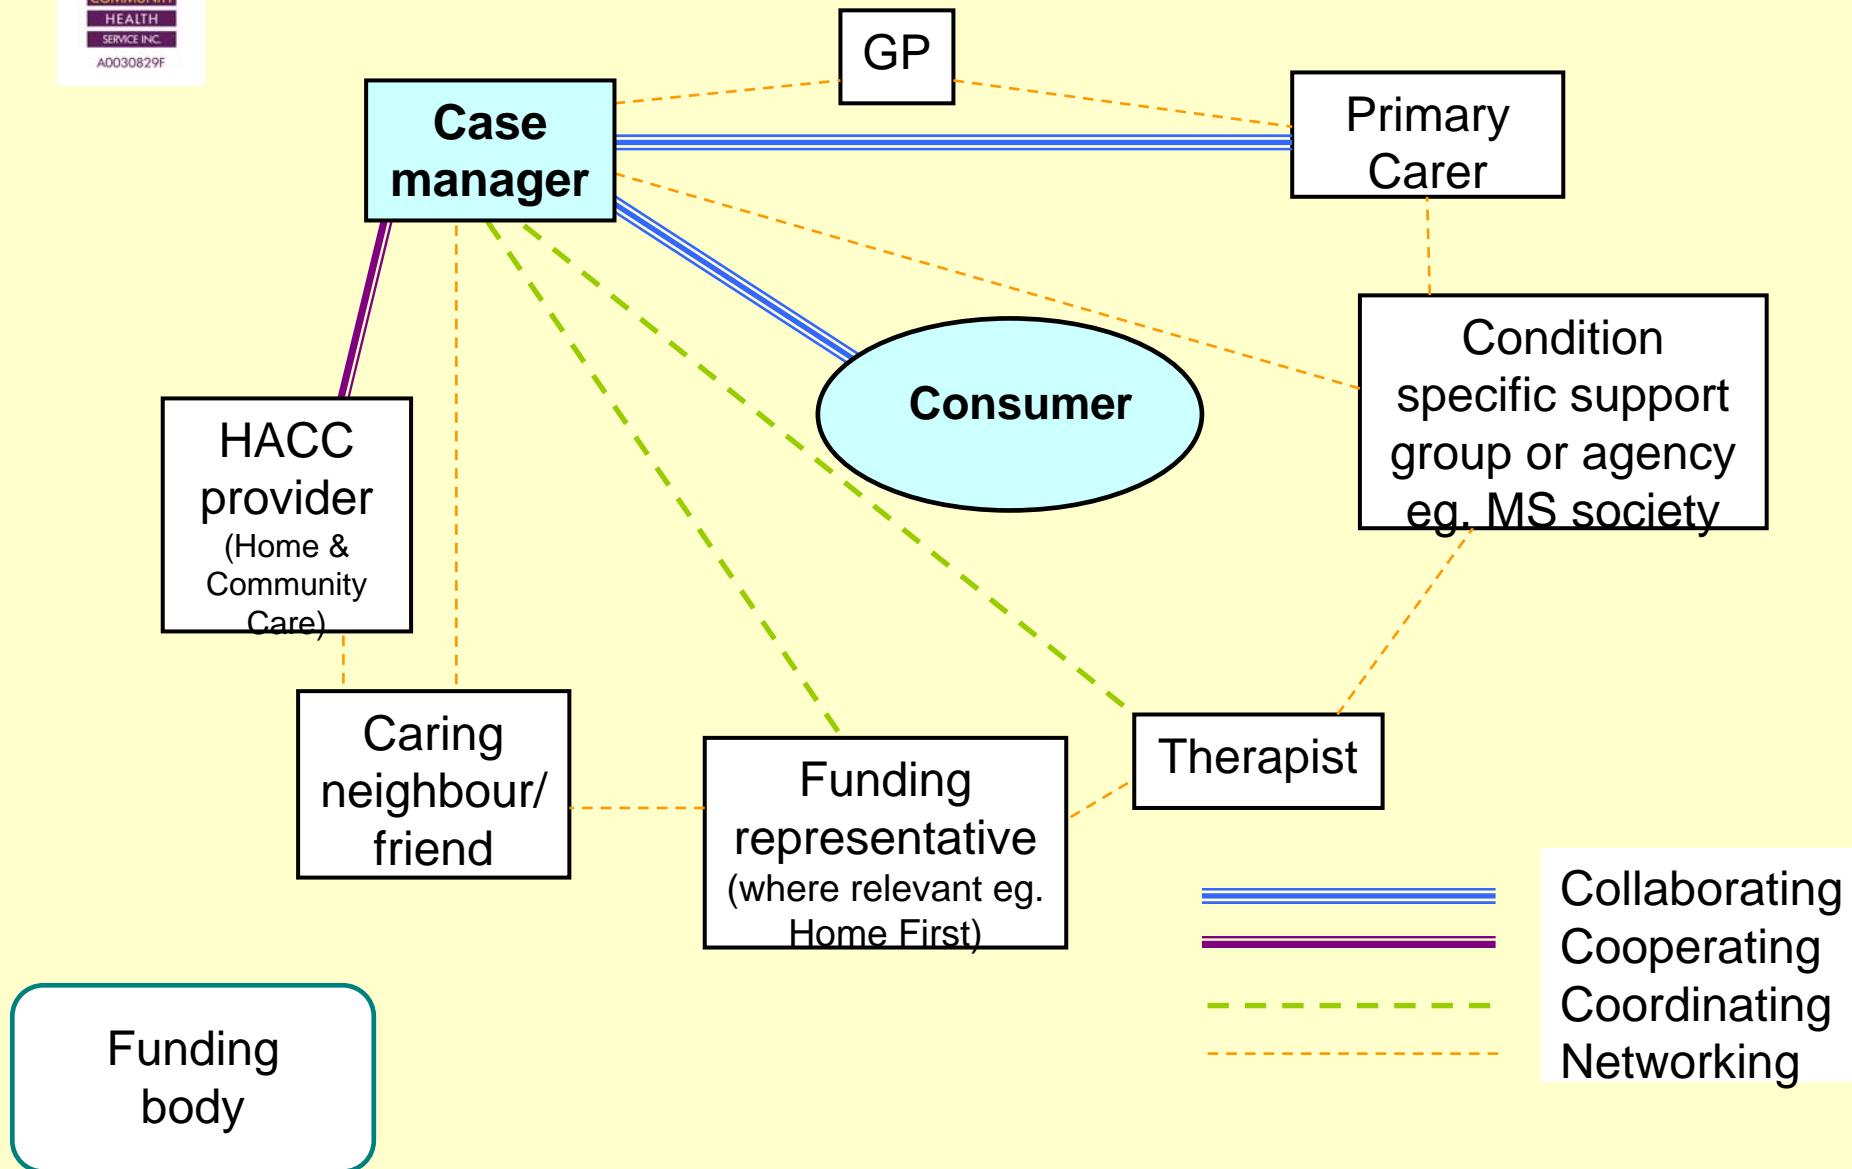 COMMUNITY
HEALTH
SERVICE INC.
A0030829F
GP
Case
manager
Primary
Carer
Condition
specific support
group or agency
eg. MS society
Consumer
HACC
provider
(Home &
Community
Care)
Caring
neighbour/
friend
Funding
representative
(where relevant eg.
Home First)
Therapist
Collaborating
Cooperating
Coordinating
Networking
Funding
body